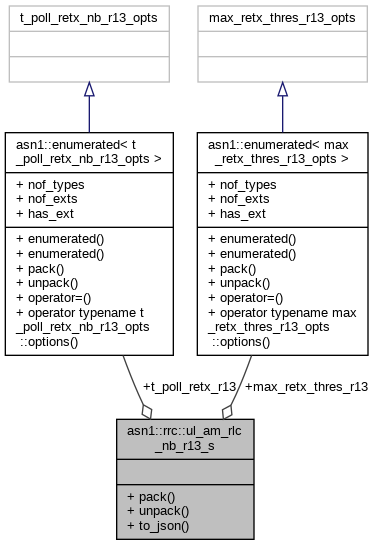 t_poll_retx_nb_r13_opts
max_retx_thres_r13_opts
asn1::enumerated< t
_poll_retx_nb_r13_opts >
+ nof_types
+ nof_exts
+ has_ext
+ enumerated()
+ enumerated()
+ pack()
+ unpack()
+ operator=()
+ operator typename t
_poll_retx_nb_r13_opts
::options()
asn1::enumerated< max
_retx_thres_r13_opts >
+ nof_types
+ nof_exts
+ has_ext
+ enumerated()
+ enumerated()
+ pack()
+ unpack()
+ operator=()
+ operator typename max
_retx_thres_r13_opts
::options()
+t_poll_retx_r13
+max_retx_thres_r13
asn1::rrc::ul_am_rlc
_nb_r13_s
+ pack()
+ unpack()
+ to_json()